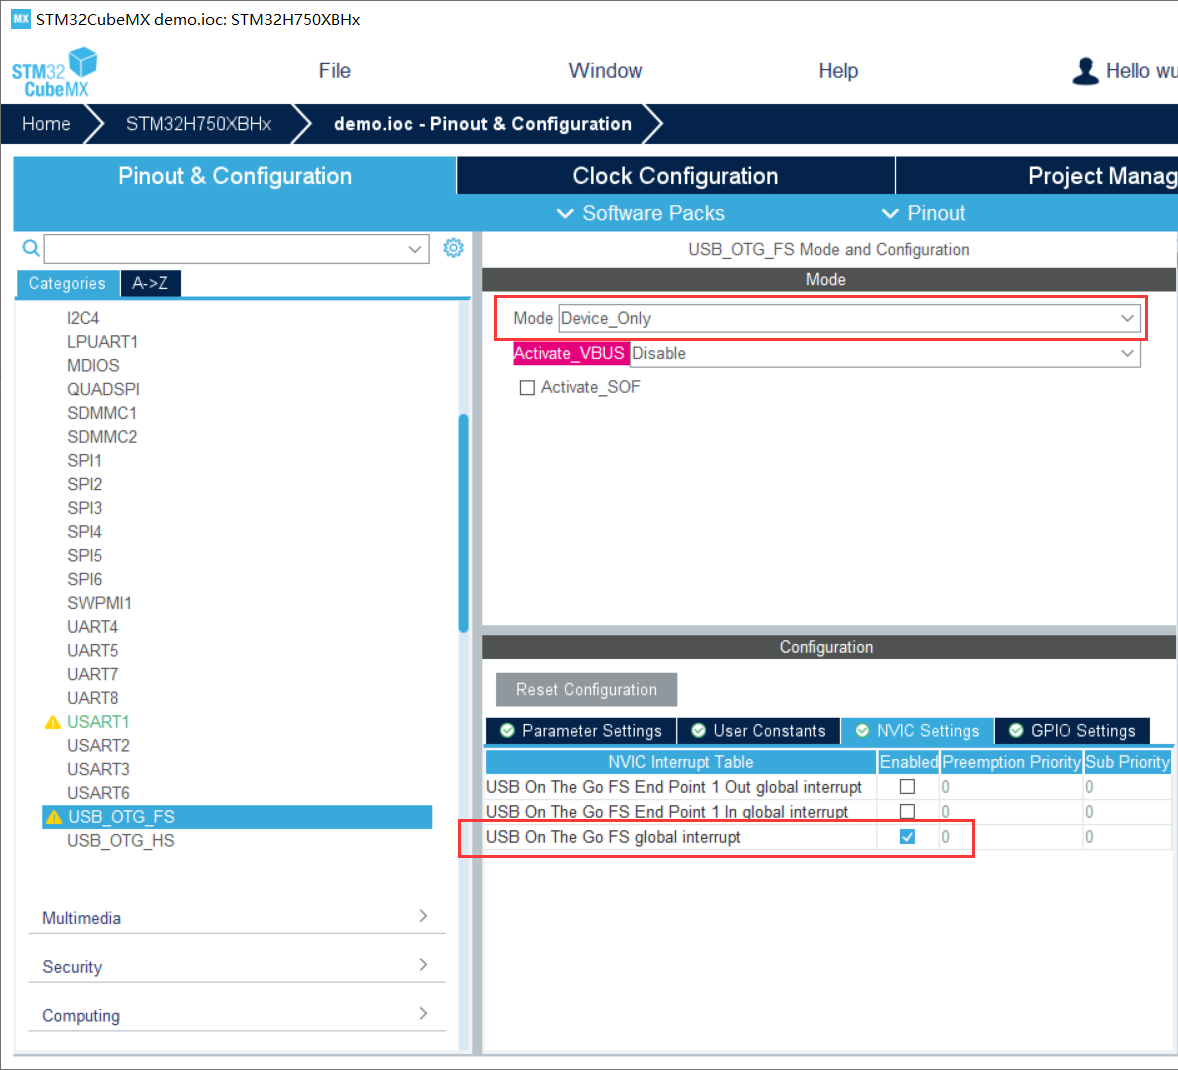 MX STM32CubeMX demo.ioc: STM32H750XBHx
STM32
CubeMX
File
Window
Help
Hello wu
Home
STM32H750XBHx
demo.ioc - Pinout & Configuration
Pinout & Configuration
Clock Configuration
Project Manag
Software Packs
Pinout
Categories
A->Z
I2C4
LPUART1
MDIOS
QUADSPI
SDMMC1
SDMMC2
SPI1
SPI2
SPI3
SPI4
SPI5
SPI6
SWPMI1
UART4
UART5
UART7
UART8
USART1
USART2
USART3
USART6
USB_OTG_FS
USB_OTG_HS
Multimedia
Security
Computing
USB_OTG_FS Mode and Configuration
Mode
Mode Device_Only
Activate_VBUS Disable
Activate_SOF
Configuration
Reset Configuration
Parameter Settings
User Constants
NVIC Settings
GPIO Settings
NVIC Interrupt Table Enabled Preemption Priority Sub Priority
USB On The Go FS End Point 1 Out global interrupt 0 0
USB On The Go FS End Point 1 In global interrupt 0 0
USB On The Go FS global interrupt 0 0